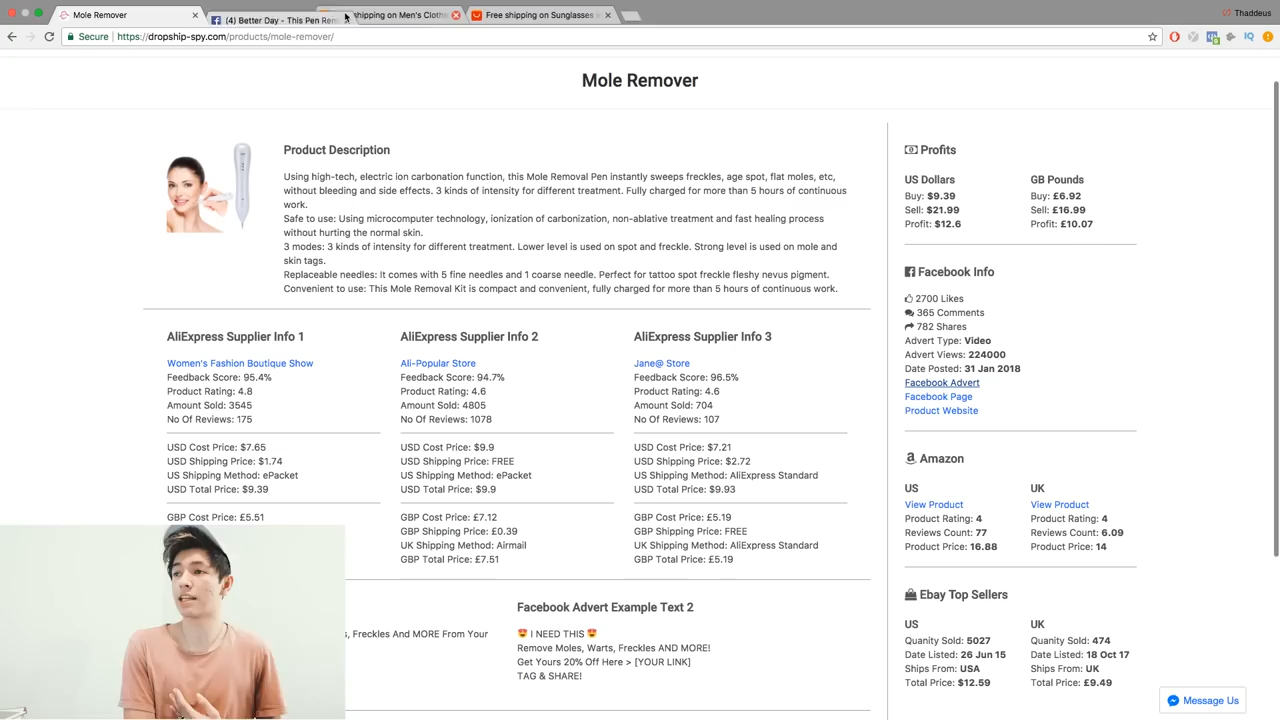 Mole Remover
(4) Better Day - This Pen Rem
shipping on Men's Clothi
Free shipping on Sunglasses i
Thaddeus
Secure
https://dropship-spy.com/products/mole-remover/
Mole Remover
Product Description
Using high-tech, electric ion carbonation function, this Mole Removal Pen instantly sweeps freckles, age spot, flat moles, etc,
without bleeding and side effects. 3 kinds of intensity for different treatment. Fully charged for more than 5 hours of continuous
work.
Safe to use: Using microcomputer technology, ionization of carbonization, non-ablative treatment and fast healing process
without hurting the normal skin.
3 modes: 3 kinds of intensity for different treatment. Lower level is used on spot and freckle. Strong level is used on mole and
skin tags.
Replaceable needles: It comes with 5 fine needles and 1 coarse needle. Perfect for tattoo spot freckle fleshy nevus pigment.
Convenient to use: This Mole Removal Kit is compact and convenient, fully charged for more than 5 hours of continuous work.
AliExpress Supplier Info 1
Women's Fashion Boutique Show
Feedback Score: 95.4%
Product Rating: 4.8
Amount Sold: 3545
No Of Reviews: 175
USD Cost Price: $7.65
USD Shipping Price: $1.74
US Shipping Method: ePacket
USD Total Price: $9.39
GBP Cost Price: £5.51
AliExpress Supplier Info 2
Ali-Popular Store
Feedback Score: 94.7%
Product Rating: 4.6
Amount Sold: 4805
No Of Reviews: 1078
USD Cost Price: $9.9
USD Shipping Price: FREE
US Shipping Method: ePacket
USD Total Price: $9.9
GBP Cost Price: £7.12
GBP Shipping Price: £0.39
UK Shipping Method: Airmail
GBP Total Price: £7.51
AliExpress Supplier Info 3
Jane@ Store
Feedback Score: 96.5%
Product Rating: 4.6
Amount Sold: 704
No Of Reviews: 107
USD Cost Price: $7.21
USD Shipping Price: $2.72
US Shipping Method: AliExpress Standard
USD Total Price: $9.93
GBP Cost Price: £5.19
GBP Shipping Price: FREE
UK Shipping Method: AliExpress Standard
GBP Total Price: £5.19
s, Freckles And MORE From Your
Facebook Advert Example Text 2
😍 I NEED THIS 😍
Remove Moles, Warts, Freckles And MORE!
Get Yours 20% Off Here > [YOUR LINK]
TAG & SHARE!
Profits
US Dollars
Buy: $9.39
Sell: $21.99
Profit: $12.6
GB Pounds
Buy: £6.92
Sell: £16.99
Profit: £10.07
Facebook Info
2700 Likes
365 Comments
782 Shares
Advert Type: Video
Advert Views: 224000
Date Posted: 31 Jan 2018
Facebook Advert
Facebook Page
Product Website
Amazon
US
View Product
Product Rating: 4
Reviews Count: 77
Product Price: 16.88
UK
View Product
Product Rating: 4
Reviews Count: 6.09
Product Price: 14
Ebay Top Sellers
US
Quanity Sold: 5027
Date Listed: 26 Jun 15
Ships From: USA
Total Price: $12.59
UK
Quanity Sold: 474
Date Listed: 18 Oct 17
Ships From: UK
Total Price: £9.49
Message Us